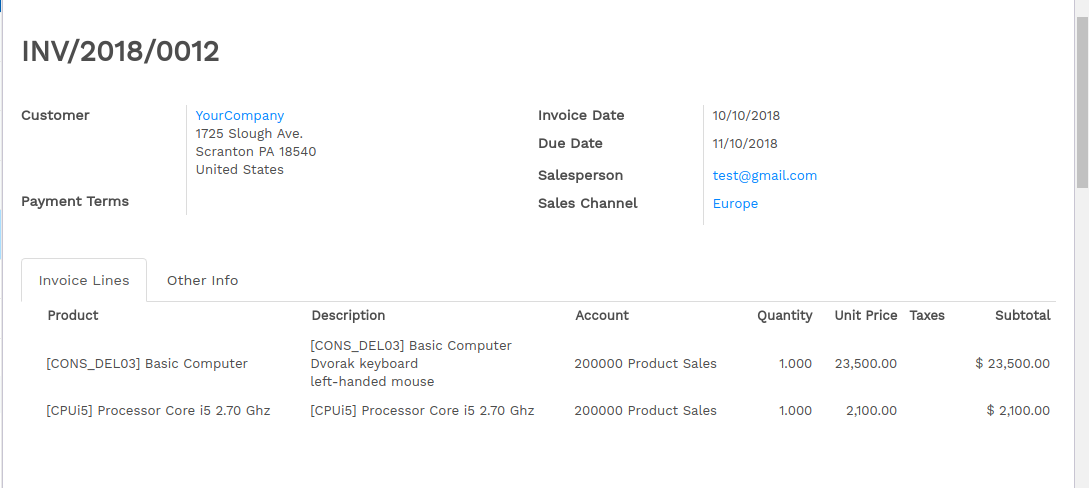 INV/2018/0012
Customer
YourCompany
1725 Slough Ave.
Scranton PA 18540
United States
Payment Terms
Invoice Date 10/10/2018
Due Date 11/10/2018
Salesperson test@gmail.com
Sales Channel Europe
Invoice Lines Other Info
Product Description Account Quantity Unit Price Taxes Subtotal
[CONS_DEL03] Basic Computer
[CONS_DEL03] Basic Computer
Dvorak keyboard
left-handed mouse
200000 Product Sales 1.000 23,500.00 $ 23,500.00
[CPUi5] Processor Core i5 2.70 Ghz [CPUi5] Processor Core i5 2.70 Ghz 200000 Product Sales 1.000 2,100.00 $ 2,100.00